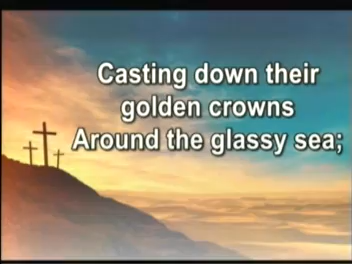 Casting down their
golden crowns
Around the glassy sea;